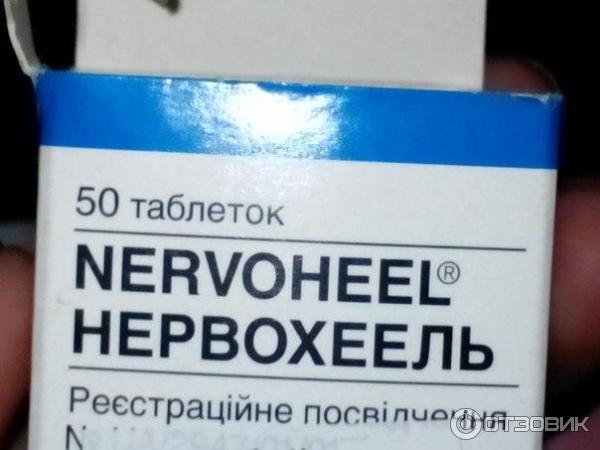 50 таблеток
NERVOHEEL®
НЕРВОХЕЕЛЬ
Реєстраційне посвідчення
ОТЗОВИК